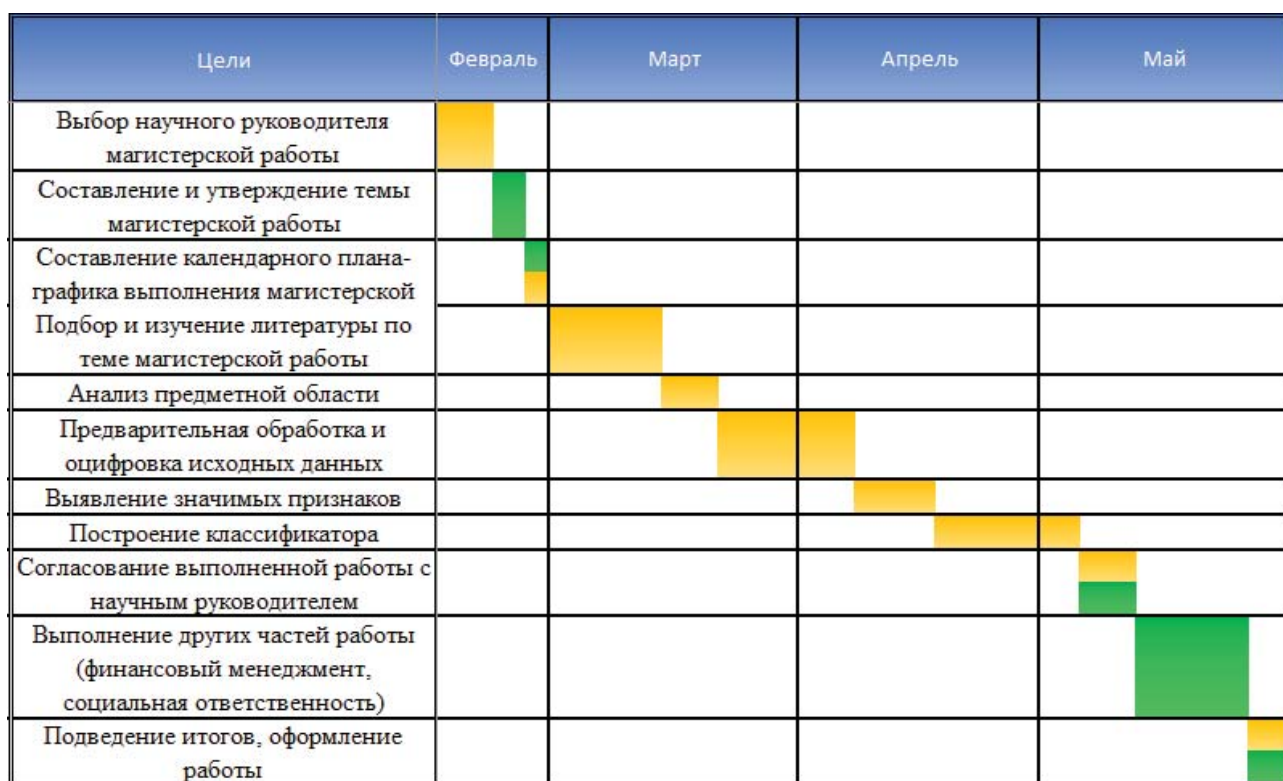 Цели Февраль Март Апрель Май
Выбор научного руководителя
магистерской работы
Составление и утверждение темы
магистерской работы
Составление календарного плана-
графика выполнения магистерской
Подбор и изучение литературы по
теме магистерской работы
Анализ предметной области
Предварительная обработка и
оцифровка исходных данных
Выявление значимых признаков
Построение классификатора
Согласование выполненной работы с
научным руководителем
Выполнение других частей работы
(финансовый менеджмент,
социальная ответственность)
Подведение итогов, оформление
работы